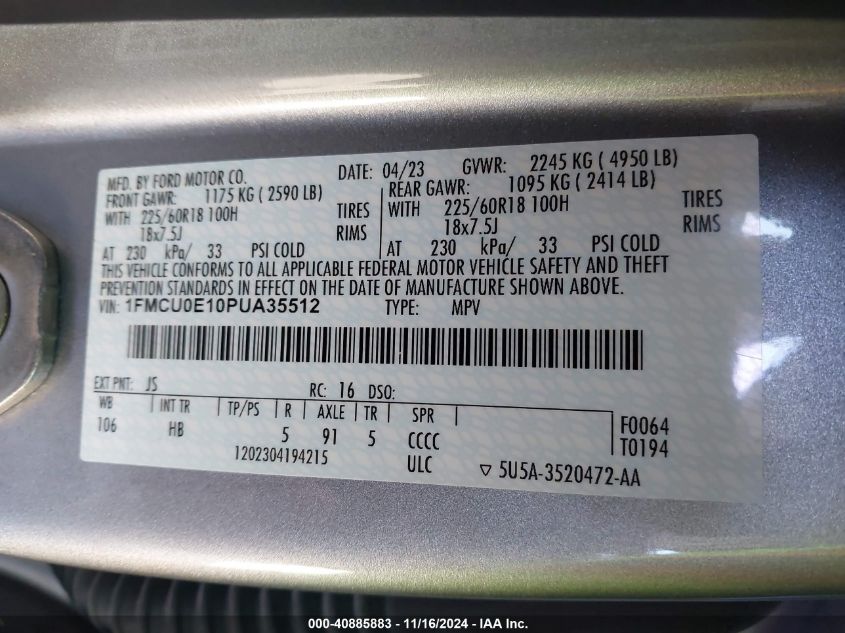 MFD. BY FORD MOTOR CO. DATE: 04/23 GVWR: 2245 KG ( 4950 LB)
FRONT GAWR: 1175 KG ( 2590 LB) REAR GAWR: 1095 KG ( 2414 LB)
WITH 225/60R18 100H TIRES WITH 225/60R18 100H TIRES
18x7.5J RIMS 18x7.5J RIMS
AT 230 kPa/ 33 PSI COLD AT 230 kPa/ 33 PSI COLD
THIS VEHICLE CONFORMS TO ALL APPLICABLE FEDERAL MOTOR VEHICLE SAFETY AND THEFT
PREVENTION STANDARDS IN EFFECT ON THE DATE OF MANUFACTURE SHOWN ABOVE.
VIN: 1FMCU0E10PUA35512 TYPE: MPV
EXT PNT: JS RC: 16 DSO:
WB INT TR TP/PS R AXLE TR SPR F0064
106 HB 5 91 5 CCCC T0194
1202304194215 ULC ▽ 5U5A-3520472-AA
000-40885883 - 11/16/2024 - IAA Inc.